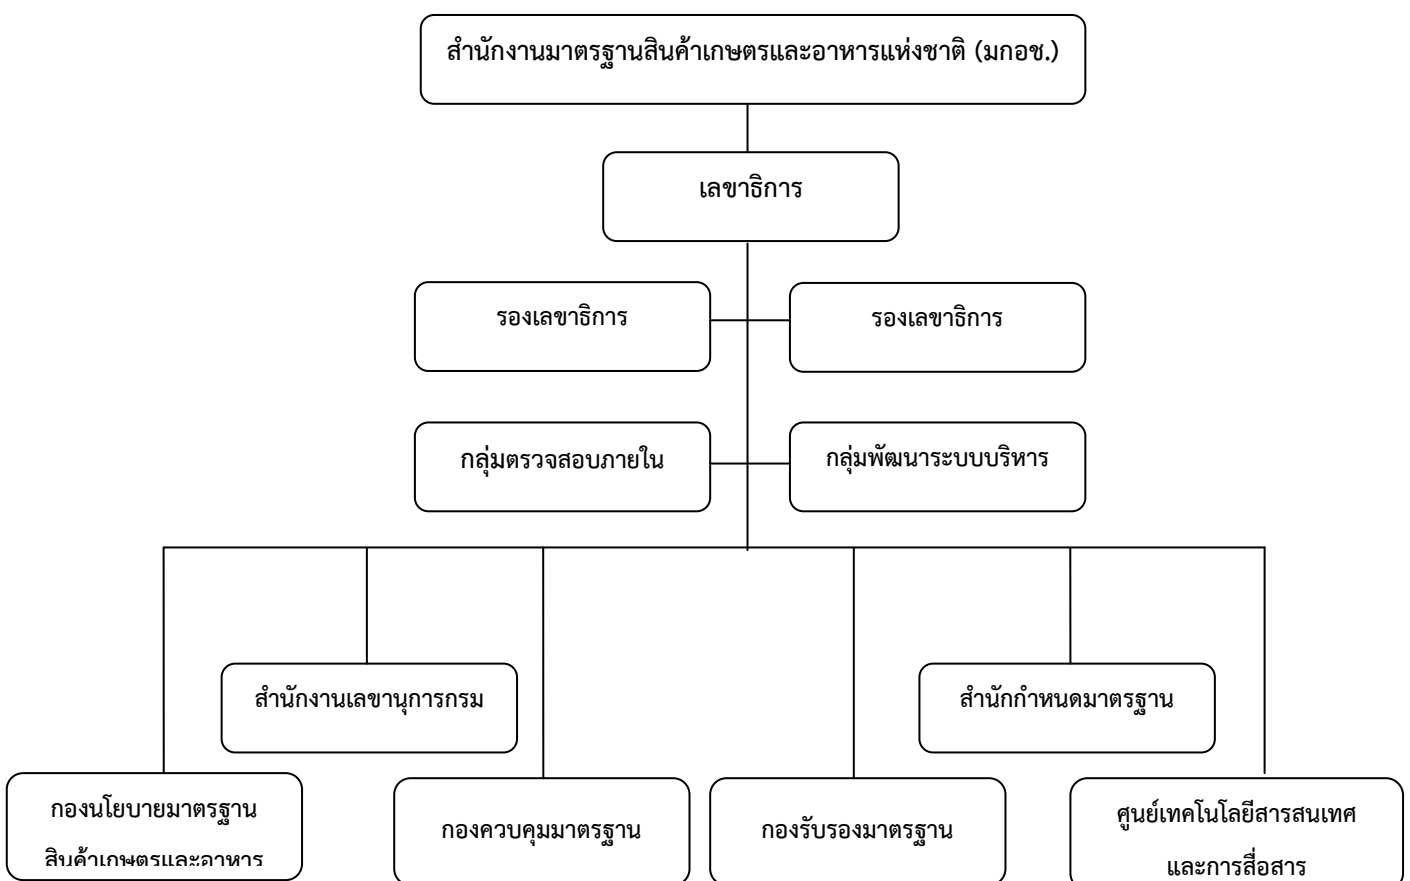 สำนักงานมาตรฐานสินค้าเกษตรและอาหารแห่งชาติ (มกอช.)
เลขาธิการ
รองเลขาธิการ
รองเลขาธิการ
กลุ่มตรวจสอบภายใน
กลุ่มพัฒนาระบบบริหาร
สำนักงานเลขานุการกรม
สำนักกำหนดมาตรฐาน
กองนโยบายมาตรฐาน
สินค้าเกษตรและอาหาร
กองควบคุมมาตรฐาน
กองรับรองมาตรฐาน
ศูนย์เทคโนโลยีสารสนเทศ
และการสื่อสาร